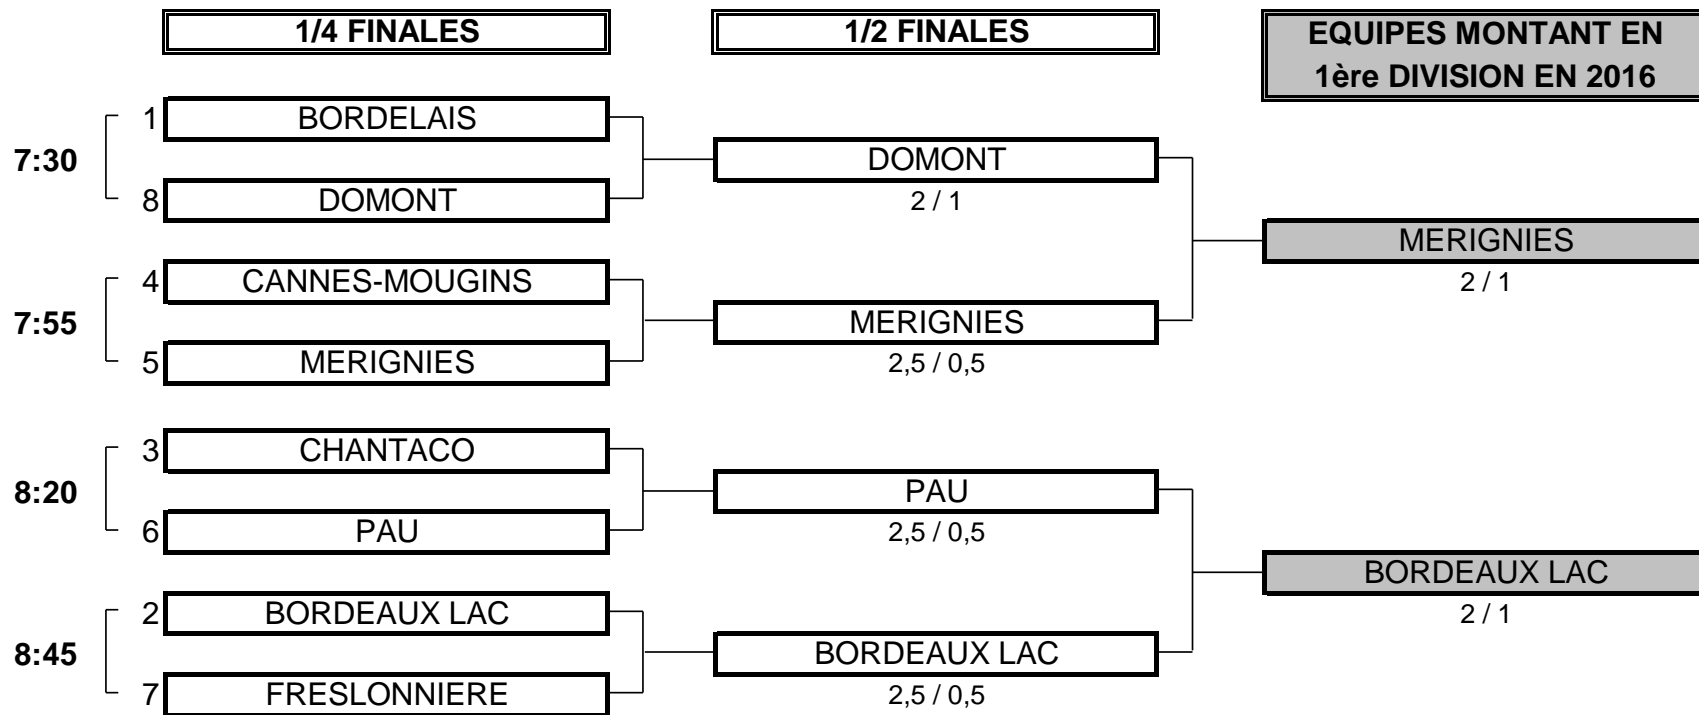 1/4 FINALES
1/2 FINALES
EQUIPES MONTANT EN
1ère DIVISION EN 2016
1 BORDELAIS
7:30
DOMONT
8 DOMONT
2 / 1
MERIGNIES
4 CANNES-MOUGINS
2 / 1
7:55
MERIGNIES
5 MERIGNIES
2,5 / 0,5
3 CHANTACO
8:20
PAU
6 PAU
2,5 / 0,5
BORDEAUX LAC
2 BORDEAUX LAC
2 / 1
8:45
BORDEAUX LAC
7 FRESLONNIERE
2,5 / 0,5